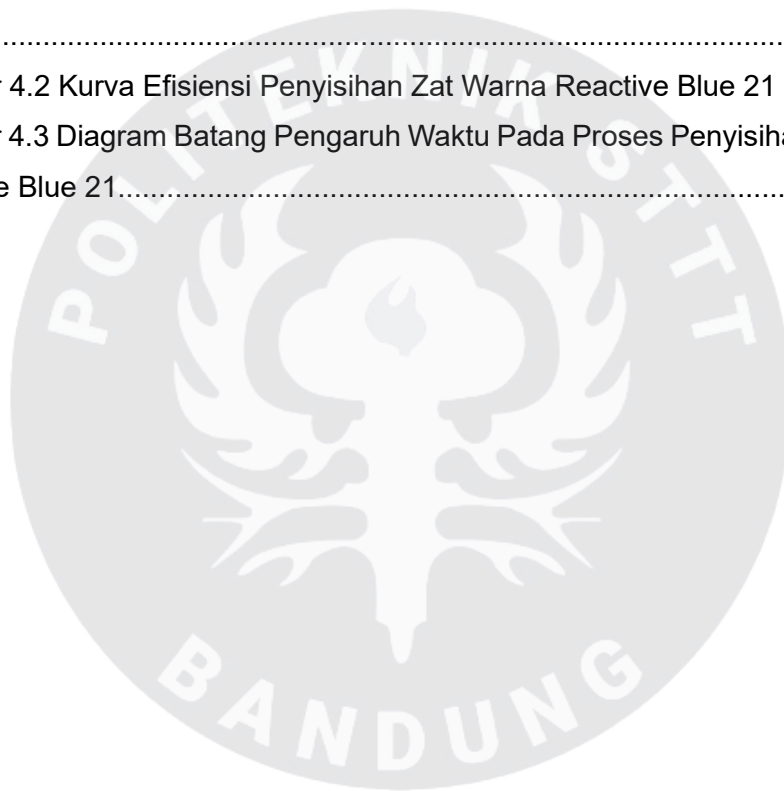 ................................................................................................
4.2 Kurva Efisiensi Penyisihan Zat Warna Reactive Blue 21
4.3 Diagram Batang Pengaruh Waktu Pada Proses
Blue 21................................................................................
POLITEKNIK STTT
BANDUNG